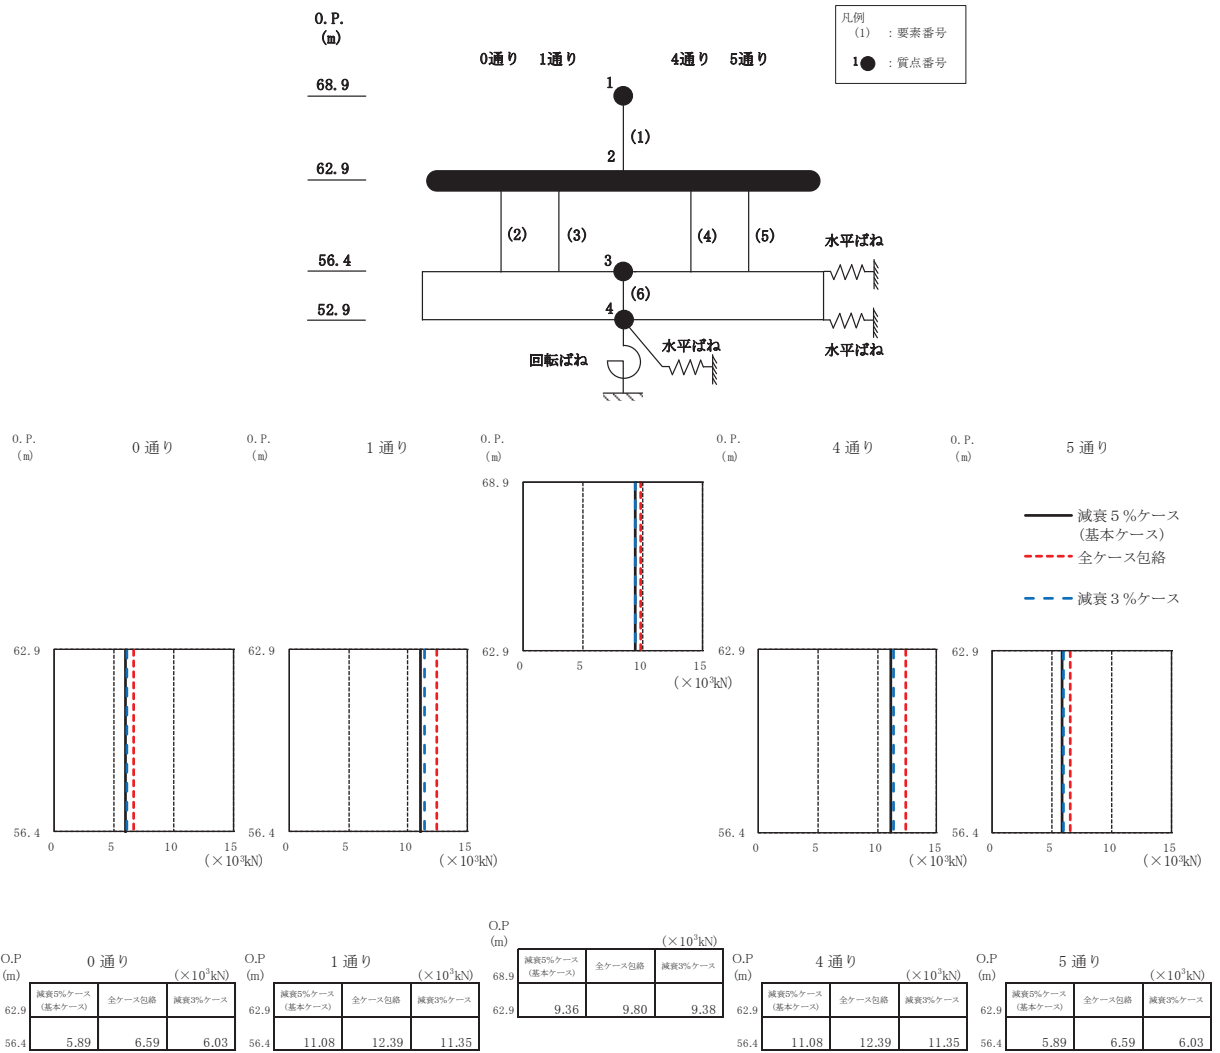 O.P.
(m)
0通り 1通り 4通り 5通り
凡例
(1) ：要素番号
1 ：質点番号
68.9
1
(1)
62.9
2
(2) (3) (4) (5)
水平ばね
56.4
3
(6)
52.9
4
水平ばね
水平ばね
回転ばね
O.P.
(m)
0 通り
O.P.
(m)
1 通り
O.P.
(m)
O.P.
(m)
4 通り
O.P.
(m)
5 通り
68.9
62.9
0 5 10 15
(×10³kN)
減衰５％ケース
(基本ケース)
全ケース包絡
減衰３％ケース
62.9
56.4
0 5 10 15
(×10³kN)
62.9
56.4
0 5 10 15
(×10³kN)
62.9
56.4
0 5 10 15
(×10³kN)
62.9
56.4
0 5 10 15
(×10³kN)
O.P
(m)
0 通り
(×10³kN)
減衰5%ケース
(基本ケース)
全ケース包絡
減衰3%ケース
62.9
56.4
5.89 6.59 6.03
O.P
(m)
1 通り
(×10³kN)
減衰5%ケース
(基本ケース)
全ケース包絡
減衰3%ケース
62.9
56.4
11.08 12.39 11.35
O.P
(m)
(×10³kN)
減衰5%ケース
(基本ケース)
全ケース包絡
減衰3%ケース
68.9
62.9
9.36 9.80 9.38
O.P
(m)
4 通り
(×10³kN)
減衰5%ケース
(基本ケース)
全ケース包絡
減衰3%ケース
62.9
56.4
11.08 12.39 11.35
O.P
(m)
5 通り
(×10³kN)
減衰5%ケース
(基本ケース)
全ケース包絡
減衰3%ケース
62.9
56.4
5.89 6.59 6.03